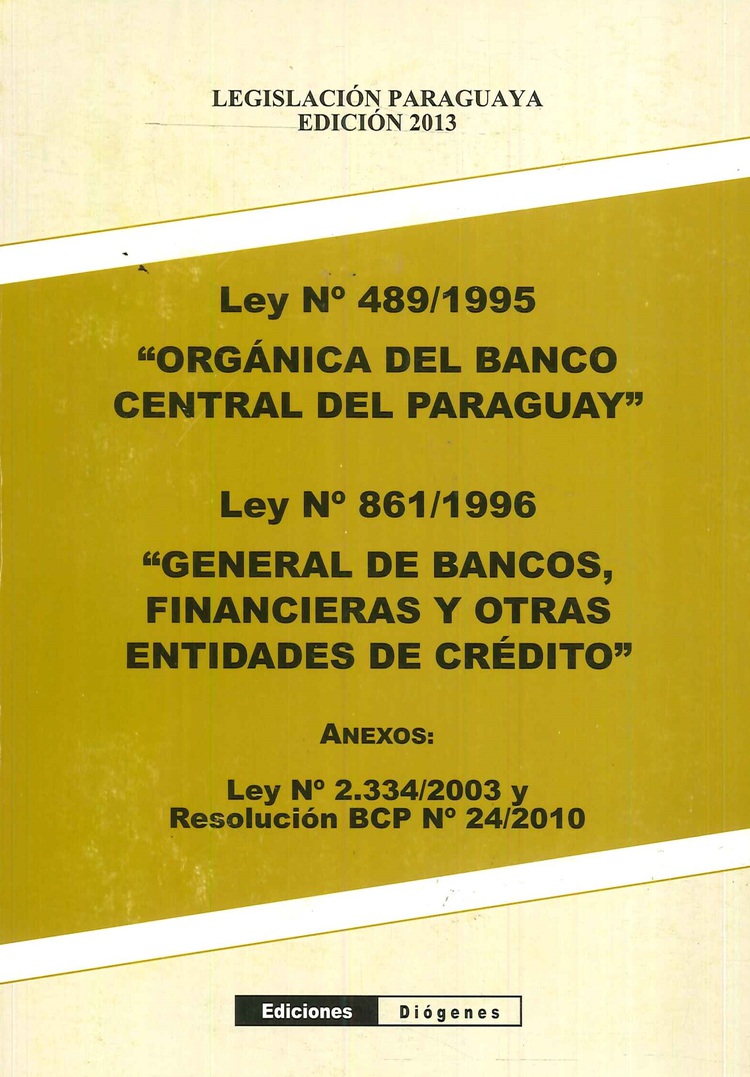 LEGISLACIÓN PARAGUAYA
EDICIÓN 2013
Ley Nº 489/1995
“ORGÁNICA DEL BANCO
CENTRAL DEL PARAGUAY”
Ley Nº 861/1996
“GENERAL DE BANCOS,
FINANCIERAS Y OTRAS
ENTIDADES DE CRÉDITO”
ANEXOS:
Ley Nº 2.334/2003 y
Resolución BCP Nº 24/2010
Ediciones Diógenes